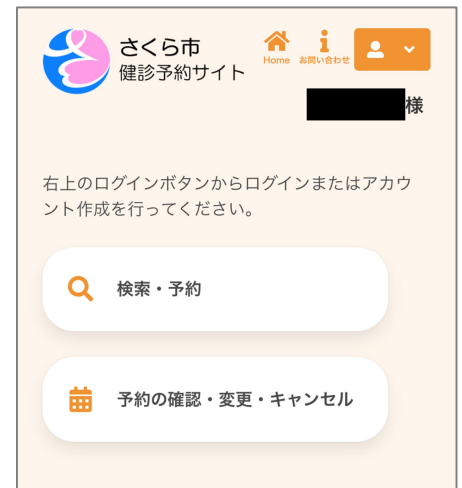 さくら市
健診予約サイト
Home
お問い合わせ
様
右上のログインボタンからログインまたはアカウ
ント作成を行ってください。
検索・予約
予約の確認・変更・キャンセル